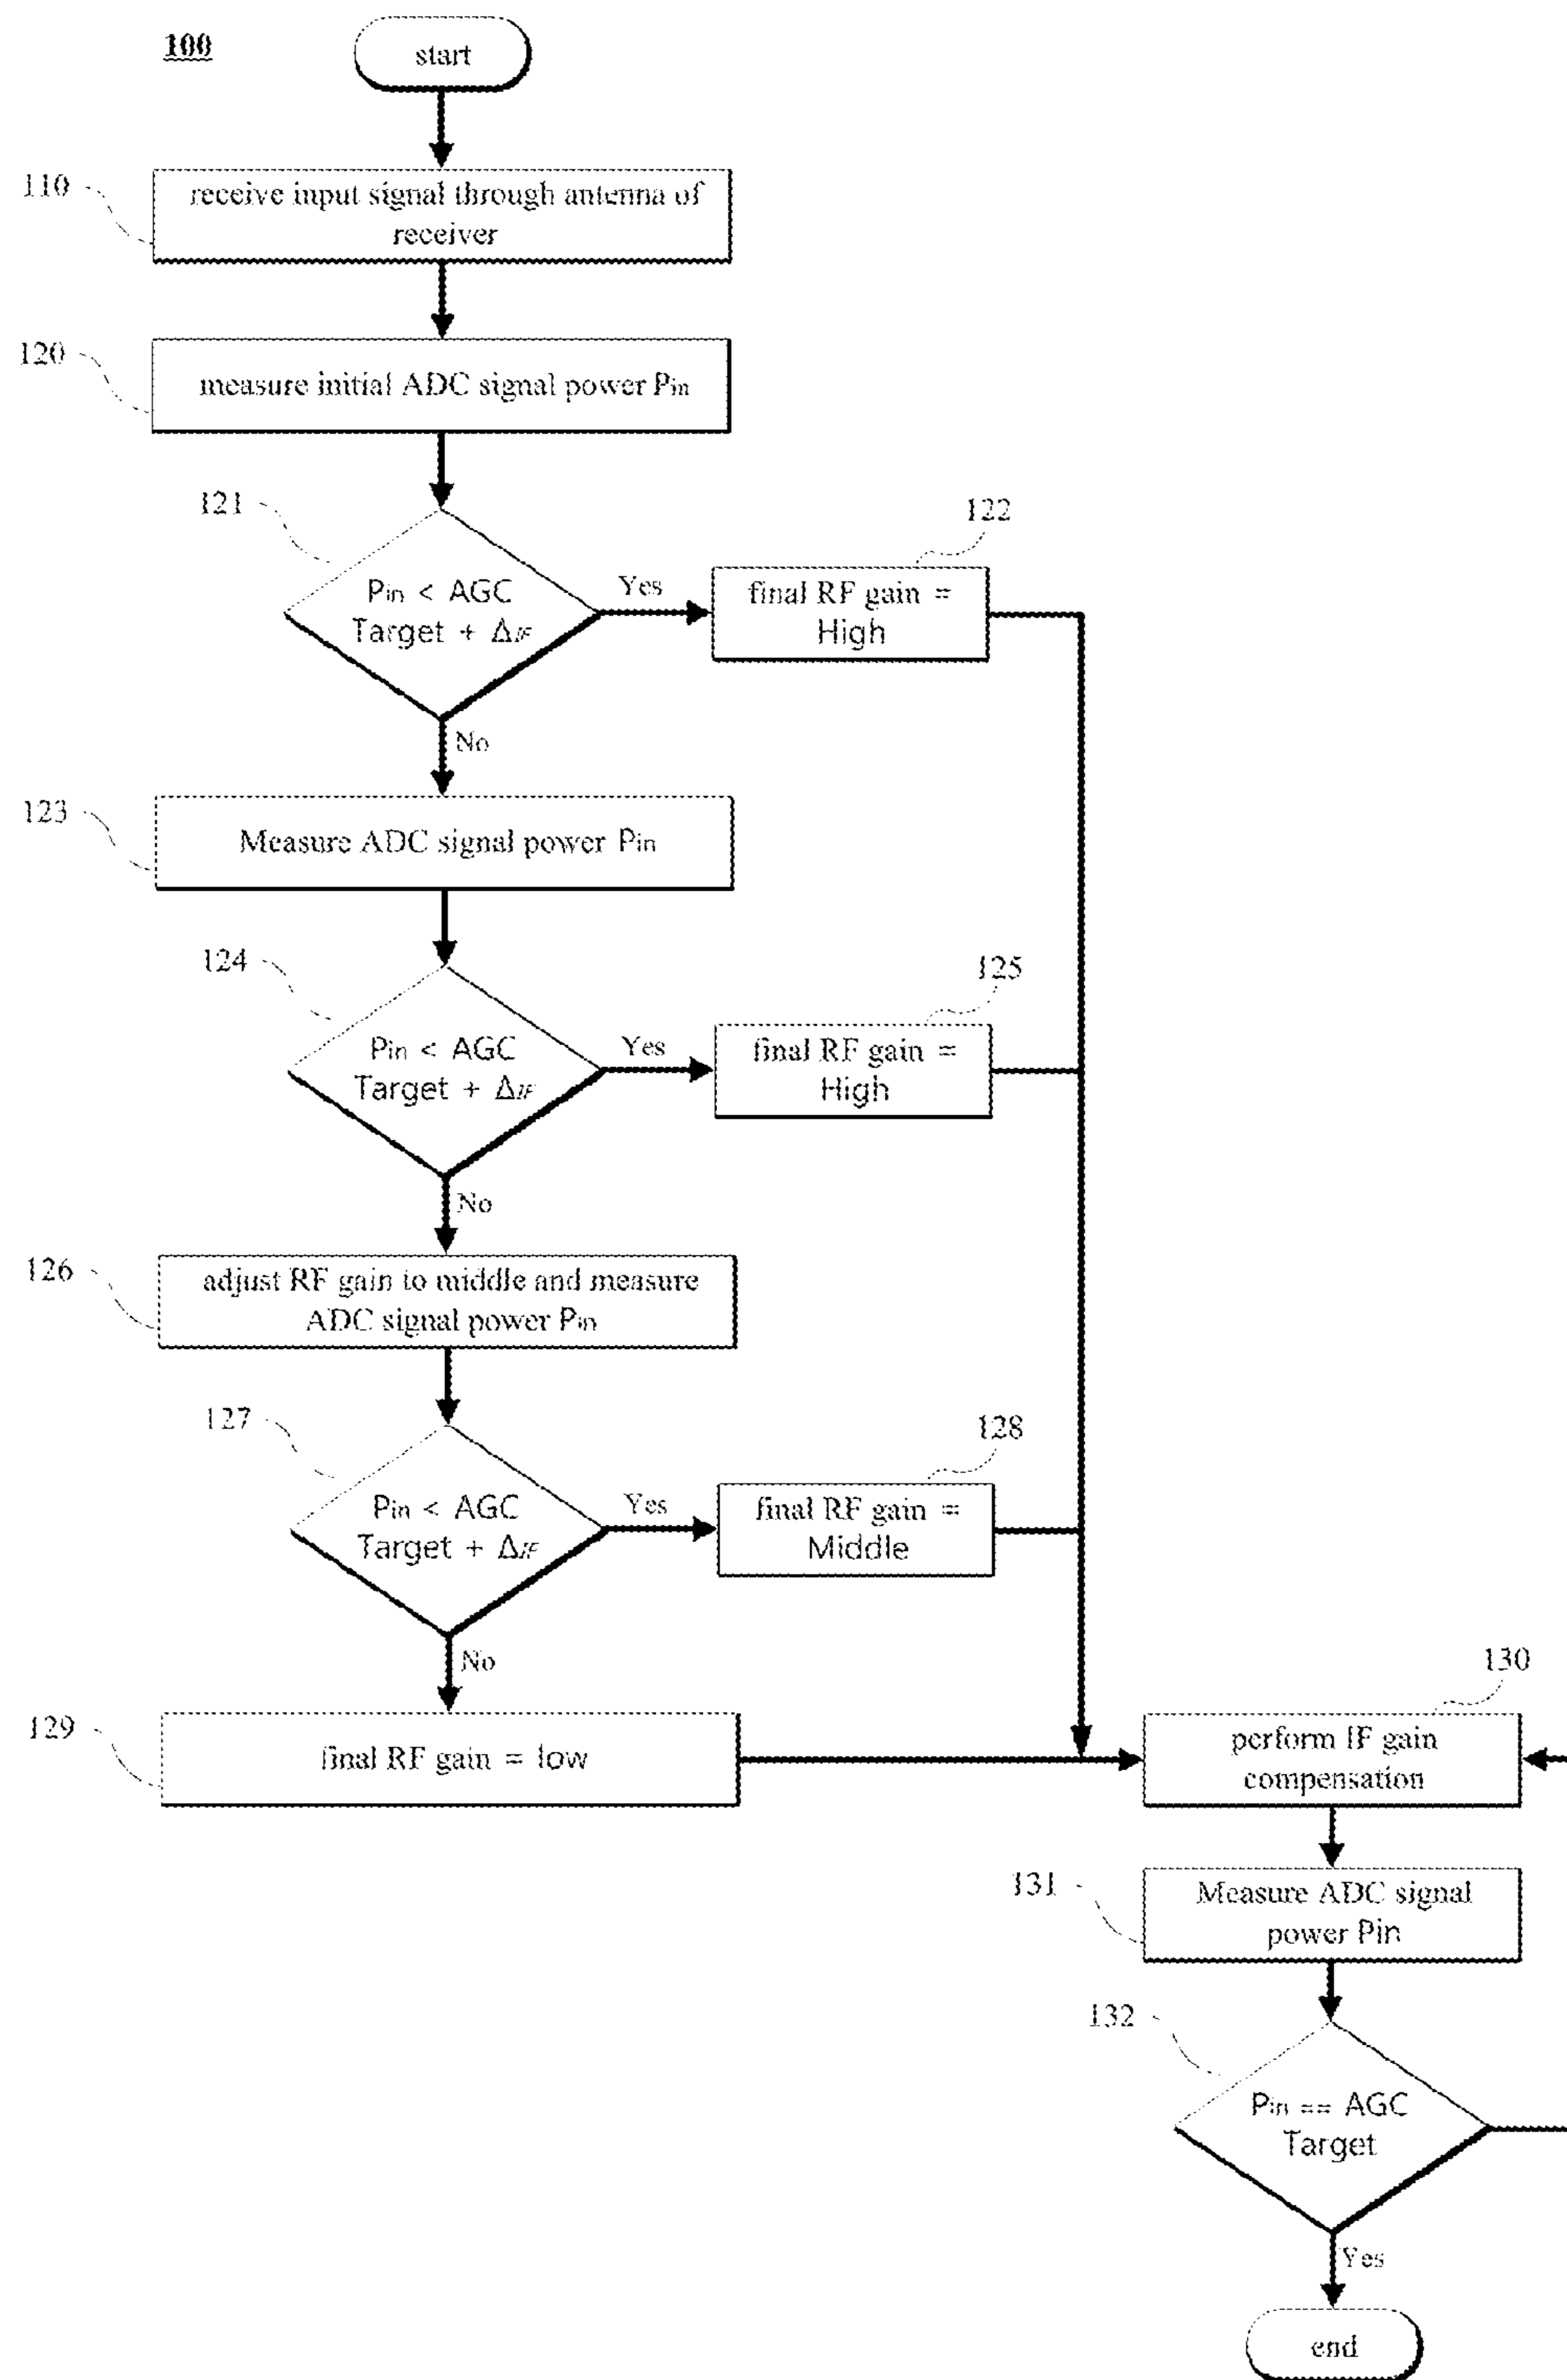 100
start
110
receive input signal through antenna of
receiver
120
measure initial ADC signal power Pin
121
Pin < AGC
Target + ΔIF
Yes
122
final RF gain =
High
No
123
Measure ADC signal power Pin
124
Pin < AGC
Target + ΔIF
Yes
125
final RF gain =
High
No
126
adjust RF gain to middle and measure
ADC signal power Pin
127
Pin < AGC
Target + ΔIF
Yes
128
final RF gain =
Middle
No
129
final RF gain = low
130
perform IF gain
compensation
131
Measure ADC signal
power Pin
132
Pin == AGC
Target
Yes
end